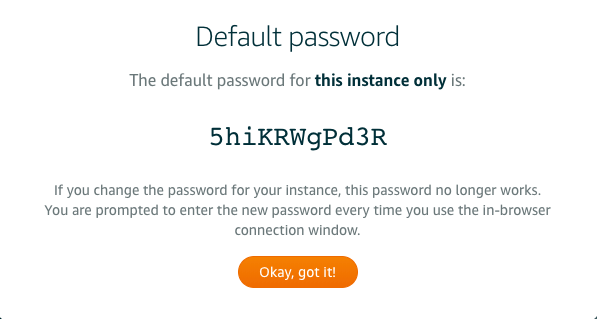 Default password
The default password for this instance only is:
5hiKRWgPd3R
If you change the password for your instance, this password no longer works.
You are prompted to enter the new password every time you use the in-browser
connection window.
Okay, got it!